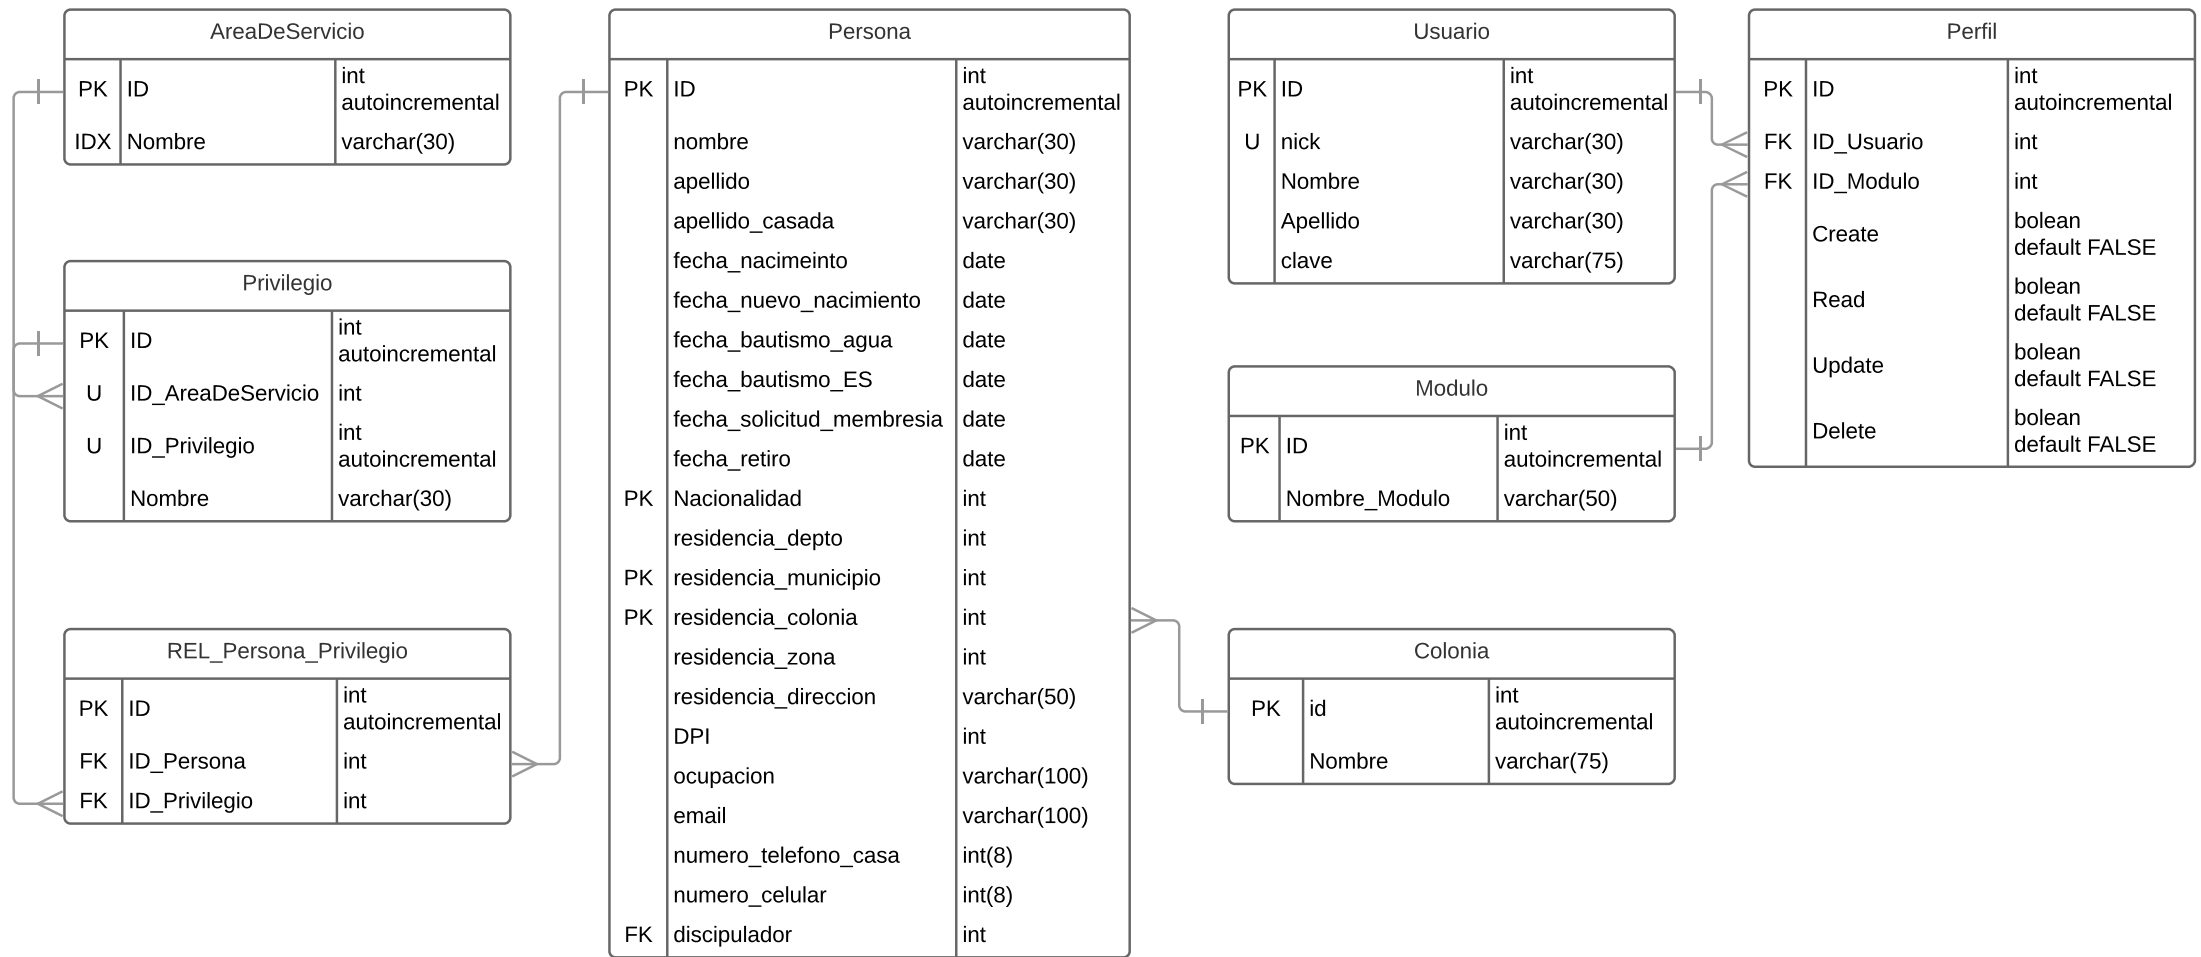 AreaDeServicio
PK ID int
autoincremental
IDX Nombre varchar(30)
Privilegio
PK ID int
autoincremental
U ID_AreaDeServicio int
U ID_Privilegio int
autoincremental
Nombre varchar(30)
REL_Persona_Privilegio
PK ID int
autoincremental
FK ID_Persona int
FK ID_Privilegio int
Persona
PK ID int
autoincremental
nombre varchar(30)
apellido varchar(30)
apellido_casada varchar(30)
fecha_nacimeinto date
fecha_nuevo_nacimiento date
fecha_bautismo_agua date
fecha_bautismo_ES date
fecha_solicitud_membresia date
fecha_retiro date
PK Nacionalidad int
residencia_depto int
PK residencia_municipio int
PK residencia_colonia int
residencia_zona int
residencia_direccion varchar(50)
DPI int
ocupacion varchar(100)
email varchar(100)
numero_telefono_casa int(8)
numero_celular int(8)
FK discipulador int
Usuario
PK ID int
autoincremental
U nick varchar(30)
Nombre varchar(30)
Apellido varchar(30)
clave varchar(75)
Modulo
PK ID int
autoincremental
Nombre_Modulo varchar(50)
Colonia
PK id int
autoincremental
Nombre varchar(75)
Perfil
PK ID int
autoincremental
FK ID_Usuario int
FK ID_Modulo int
Create bolean
default FALSE
Read bolean
default FALSE
Update bolean
default FALSE
Delete bolean
default FALSE